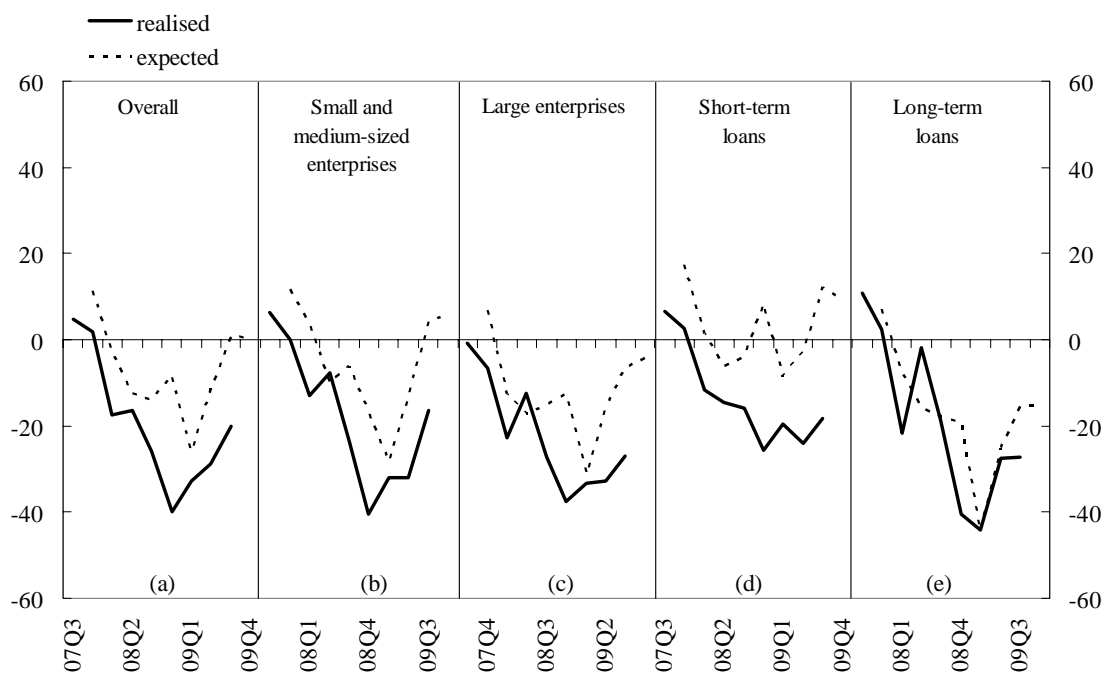 realised
expected
60
40
20
0
-20
-40
-60
Overall
Small and
medium-sized
enterprises
Large enterprises
Short-term
loans
Long-term
loans
60
40
20
0
-20
-40
-60
(a)
(b)
(c)
(d)
(e)
07Q3
08Q2
09Q1
09Q4
08Q1
08Q4
09Q3
07Q4
08Q3
09Q2
07Q3
08Q2
09Q1
09Q4
08Q1
08Q4
09Q3